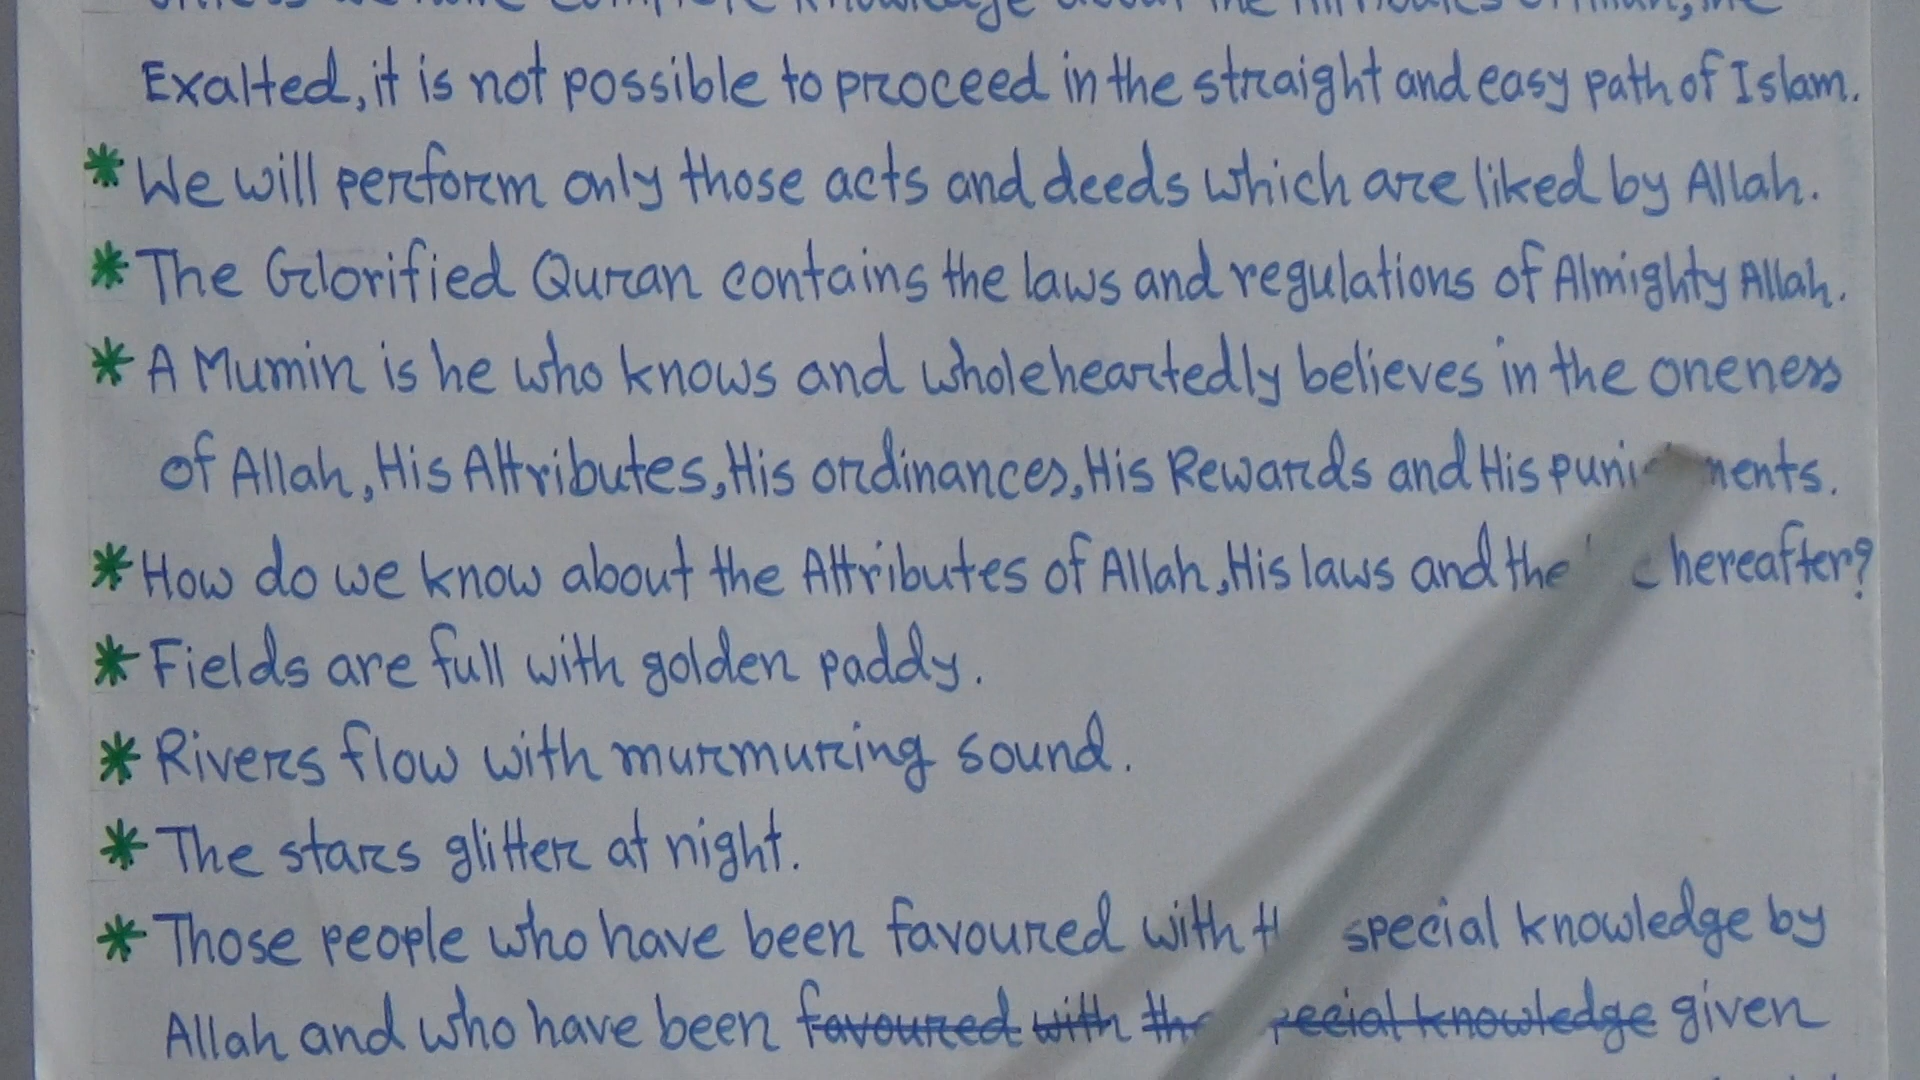 Exalted, it is not possible to proceed in the straight and easy path of Islam.
* We will perform only those acts and deeds which are liked by Allah.
* The Glorified Quran contains the laws and regulations of Almighty Allah.
* A Mumin is he who knows and wholeheartedly believes in the oneness
of Allah, His Attributes, His ordinances, His Rewards and His
* How do we know about the Attributes of Allah, His laws and the hereafter?
* Fields are full with golden paddy.
* Rivers flow with murmuring sound.
* The stars glitter at night.
* Those people who have been favoured with special knowledge by
Allah and who have been favoured with knowledge given